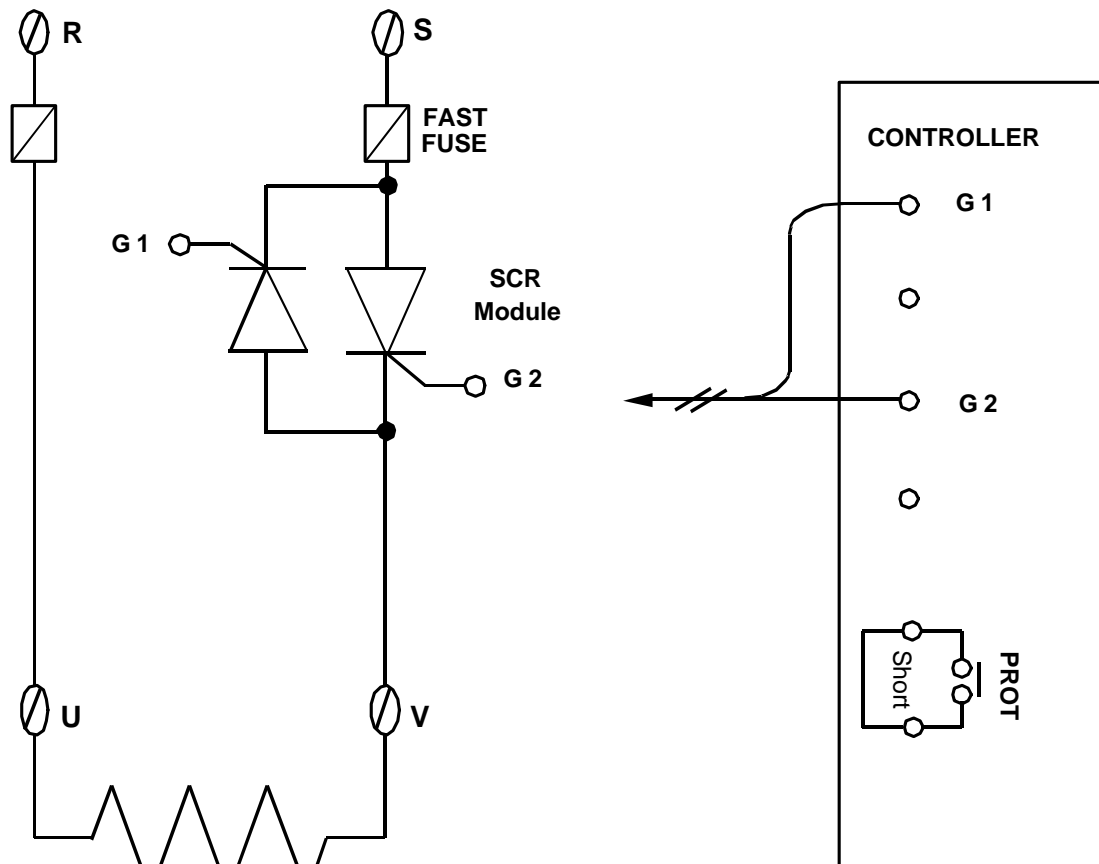 R
S
FAST
FUSE
CONTROLLER
G 1
G 1
SCR
Module
G 2
G 2
Short
PROT
U
V